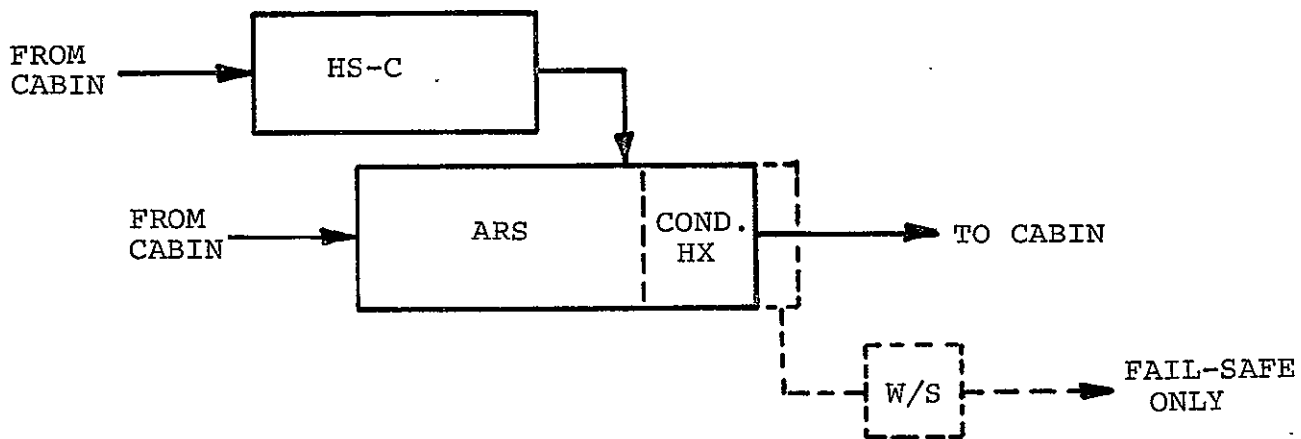 FROM
CABIN
HS-C
FROM
CABIN
ARS
COND.
HX
TO CABIN
W/S
FAIL-SAFE
ONLY